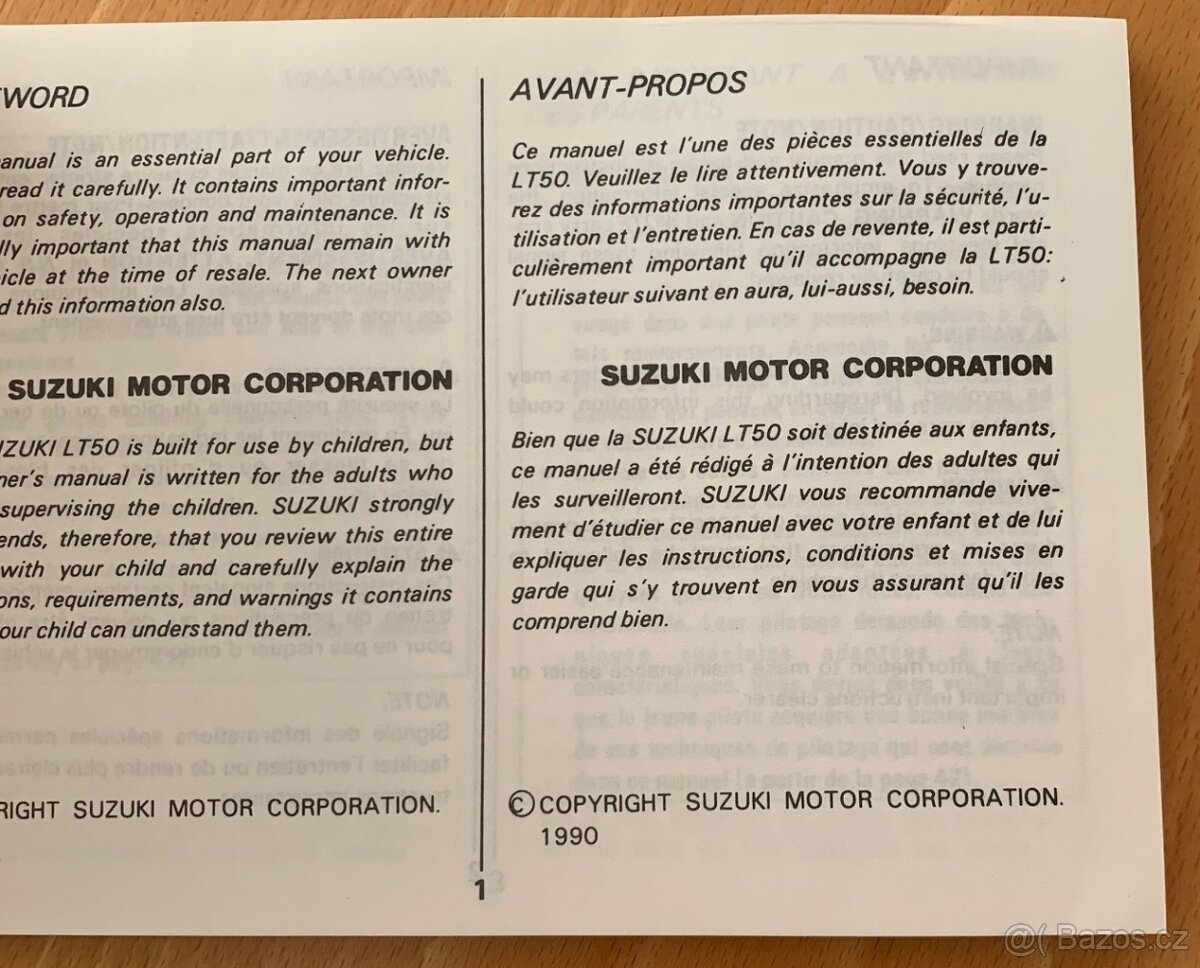 WORD
manual is an essential part of your vehicle.
read it carefully. It contains important infor-
on safety, operation and maintenance. It is
lly important that this manual remain with
icle at the time of resale. The next owner
d this information also.
SUZUKI MOTOR CORPORATION
UZUKI LT50 is built for use by children, but
ner's manual is written for the adults who
supervising the children. SUZUKI strongly
ends, therefore, that you review this entire
with your child and carefully explain the
ons, requirements, and warnings it contains
our child can understand them.
RIGHT SUZUKI MOTOR CORPORATION.
AVANT-PROPOS
Ce manuel est l'une des pièces essentielles de la
LT50. Veuillez le lire attentivement. Vous y trouve-
rez des informations importantes sur la sécurité, l'u-
tilisation et l'entretien. En cas de revente, il est parti-
culièrement important qu'il accompagne la LT50:
l'utilisateur suivant en aura, lui-aussi, besoin.
SUZUKI MOTOR CORPORATION
Bien que la SUZUKI LT50 soit destinée aux enfants,
ce manuel a été rédigé à l'intention des adultes qui
les surveilleront. SUZUKI vous recommande vive-
ment d'étudier ce manuel avec votre enfant et de lui
expliquer les instructions, conditions et mises en
garde qui s'y trouvent en vous assurant qu'il les
comprend bien.
© COPYRIGHT SUZUKI MOTOR CORPORATION.
1990
1
@( Bazos.cz